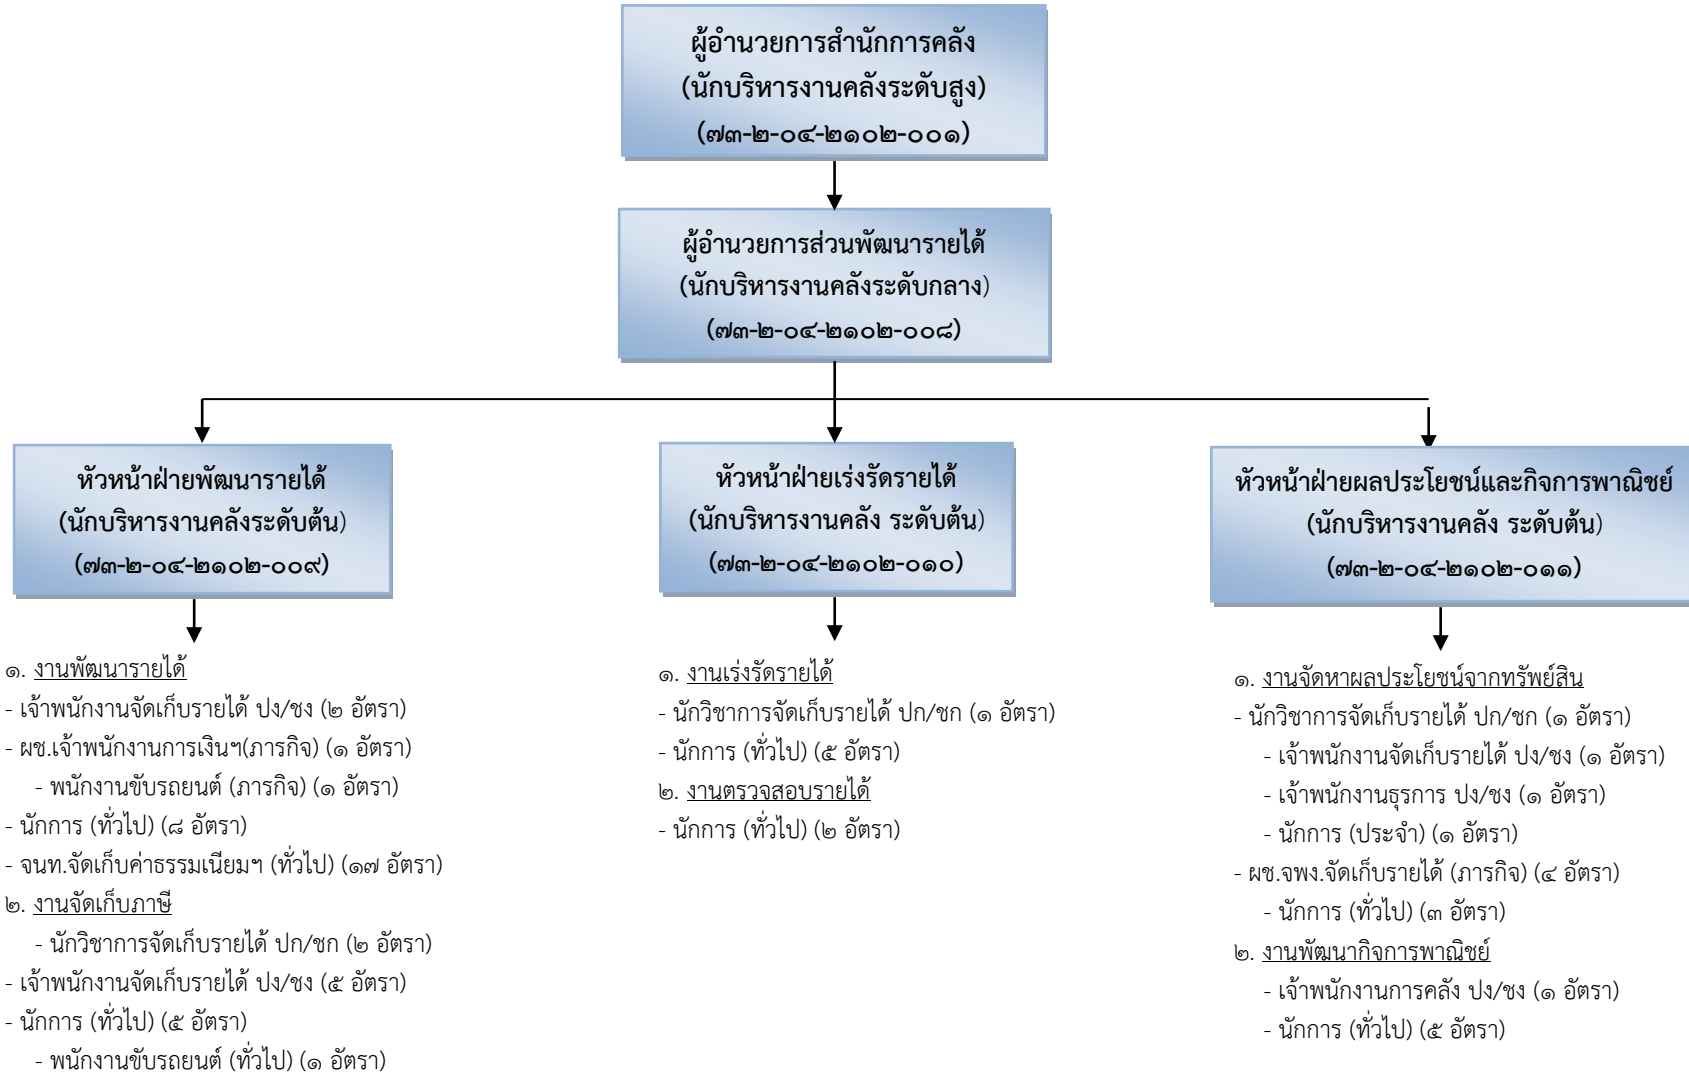 ผู้อำนวยการสำนักการคลัง
(นักบริหารงานคลังระดับสูง)
(๗๓-๒-๐๔-๒๑๐๒-๐๐๑)
ผู้อำนวยการส่วนพัฒนารายได้
(นักบริหารงานคลังระดับกลาง)
(๗๓-๒-๐๔-๒๑๐๒-๐๐๘)
หัวหน้าฝ่ายพัฒนารายได้
(นักบริหารงานคลังระดับต้น)
(๗๓-๒-๐๔-๒๑๐๒-๐๐๙)
๑. งานพัฒนารายได้
- เจ้าพนักงานจัดเก็บรายได้ ปง/ชง (๒ อัตรา)
- ผช.เจ้าพนักงานการเงินฯ(ภารกิจ) (๑ อัตรา)
- พนักงานขับรถยนต์ (ภารกิจ) (๑ อัตรา)
- นักการ (ทั่วไป) (๘ อัตรา)
- จนท.จัดเก็บค่าธรรมเนียมฯ (ทั่วไป) (๑๗ อัตรา)
๒. งานจัดเก็บภาษี
- นักวิชาการจัดเก็บรายได้ ปก/ชก (๒ อัตรา)
- เจ้าพนักงานจัดเก็บรายได้ ปง/ชง (๕ อัตรา)
- นักการ (ทั่วไป) (๕ อัตรา)
- พนักงานขับรถยนต์ (ทั่วไป) (๑ อัตรา)
หัวหน้าฝ่ายเร่งรัดรายได้
(นักบริหารงานคลัง ระดับต้น)
(๗๓-๒-๐๔-๒๑๐๒-๐๑๐)
๑. งานเร่งรัดรายได้
- นักวิชาการจัดเก็บรายได้ ปก/ชก (๑ อัตรา)
- นักการ (ทั่วไป) (๕ อัตรา)
๒. งานตรวจสอบรายได้
- นักการ (ทั่วไป) (๒ อัตรา)
หัวหน้าฝ่ายผลประโยชน์และกิจการพาณิชย์
(นักบริหารงานคลัง ระดับต้น)
(๗๓-๒-๐๔-๒๑๐๒-๐๑๑)
๑. งานจัดหาผลประโยชน์จากทรัพย์สิน
- นักวิชาการจัดเก็บรายได้ ปก/ชก (๑ อัตรา)
- เจ้าพนักงานจัดเก็บรายได้ ปง/ชง (๑ อัตรา)
- เจ้าพนักงานธุรการ ปง/ชง (๑ อัตรา)
- นักการ (ประจำ) (๑ อัตรา)
- ผช.จพง.จัดเก็บรายได้ (ภารกิจ) (๔ อัตรา)
- นักการ (ทั่วไป) (๓ อัตรา)
๒. งานพัฒนากิจการพาณิชย์
- เจ้าพนักงานการคลัง ปง/ชง (๑ อัตรา)
- นักการ (ทั่วไป) (๕ อัตรา)